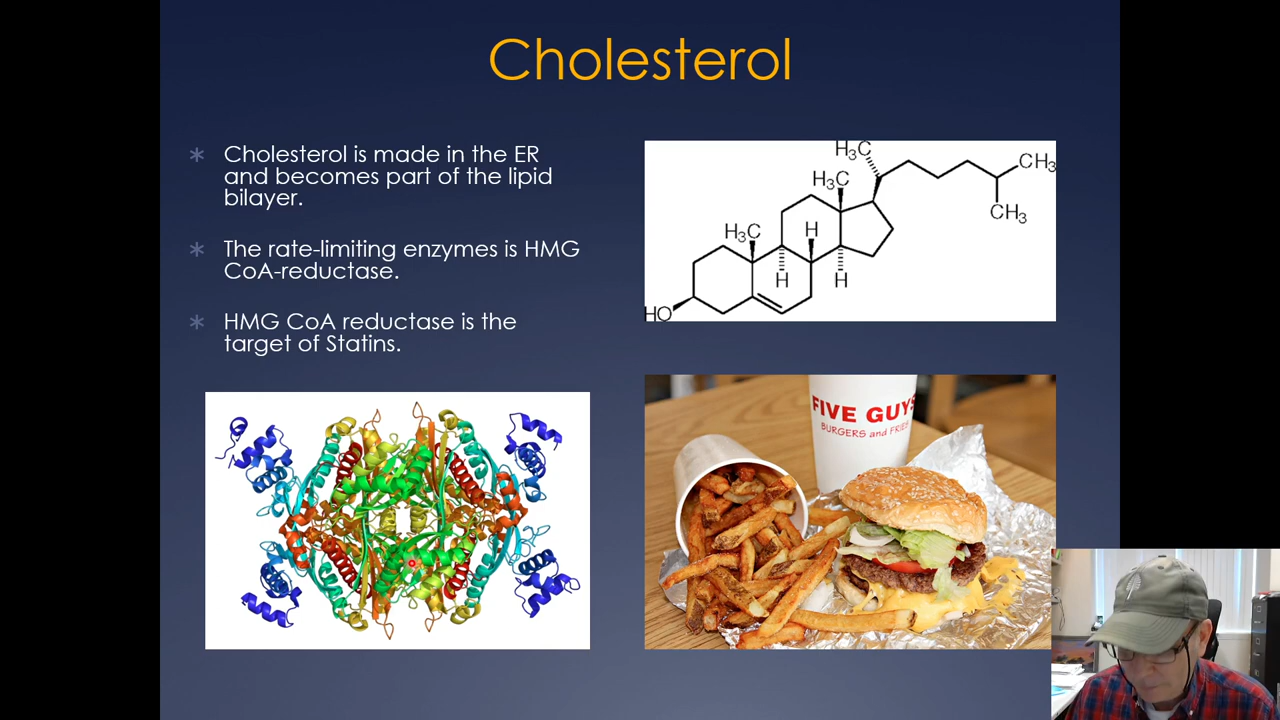 Cholesterol
Cholesterol is made in the ER
and becomes part of the lipid
bilayer.
The rate-limiting enzymes is HMG
CoA-reductase.
HMG CoA reductase is the
target of Statins.
H₃C
H₃C
CH₃
CH₃
H₃C
H
H
H
HO
FIVE GUYS
BURGERS and FRIES